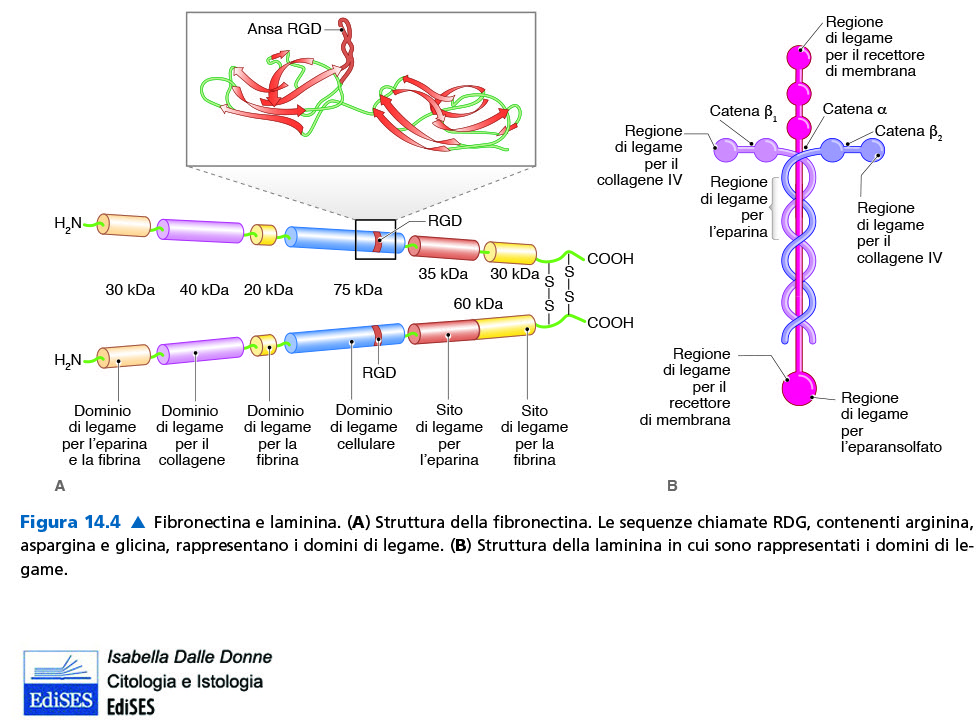 Ansa RGD
H2N
RGD
COOH
30 kDa
40 kDa
20 kDa
75 kDa
35 kDa
30 kDa
60 kDa
S
S
S
S
H2N
RGD
COOH
Dominio
di legame
per l'eparina
e la fibrina
Dominio
di legame
per il
collagene
Dominio
di legame
per la
fibrina
Dominio
di legame
cellulare
Sito
di legame
per
l'eparina
Sito
di legame
per la
fibrina
A
Regione
di legame
per il recettore
di membrana
Catena β1
Catena α
Catena β2
Regione
di legame
per il
collagene IV
Regione
di legame
per
l'eparina
Regione
di legame
per il
collagene IV
Regione
di legame
per il
recettore
di membrana
Regione
di legame
per
l'eparansolfato
B
Figura 14.4 ▲ Fibronectina e laminina. (A) Struttura della fibronectina. Le sequenze chiamate RDG, contenenti arginina,
aspargina e glicina, rappresentano i domini di legame. (B) Struttura della laminina in cui sono rappresentati i domini di le-
game.
EdiSES
Isabella Dalle Donne
Citologia e Istologia
EdiSES